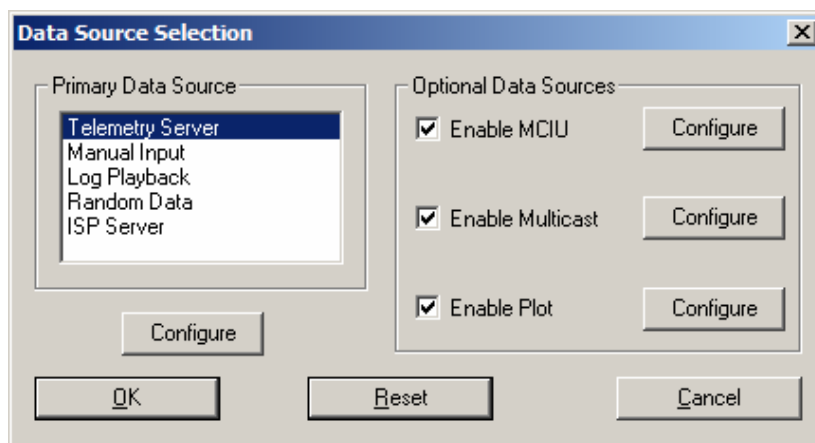 Data Source Selection
Primary Data Source
Telemetry Server
Manual Input
Log Playback
Random Data
ISP Server
Configure
Optional Data Sources
Enable MCIU
Configure
Enable Multicast
Configure
Enable Plot
Configure
OK
Reset
Cancel